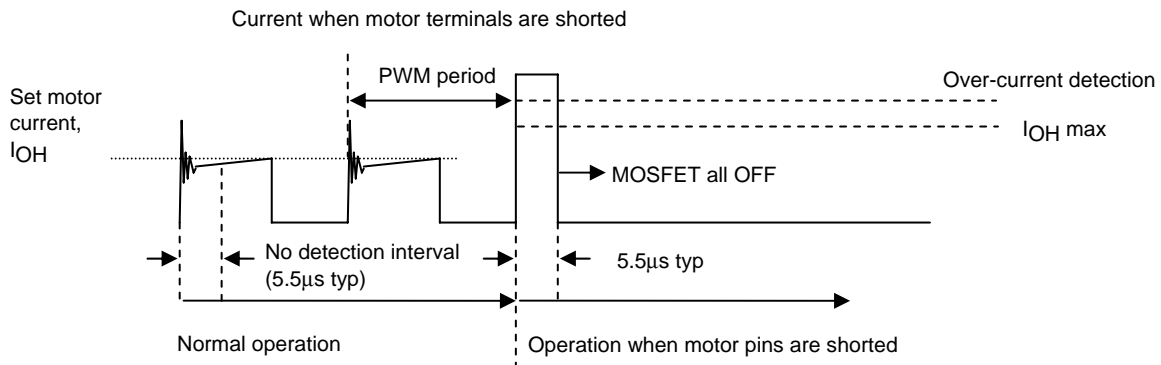 Current when motor terminals are shorted
PWM period
Over-current detection
Set motor
current,
IOH
IOH max
MOSFET all OFF
No detection interval
(5.5μs typ)
5.5μs typ
Normal operation
Operation when motor pins are shorted